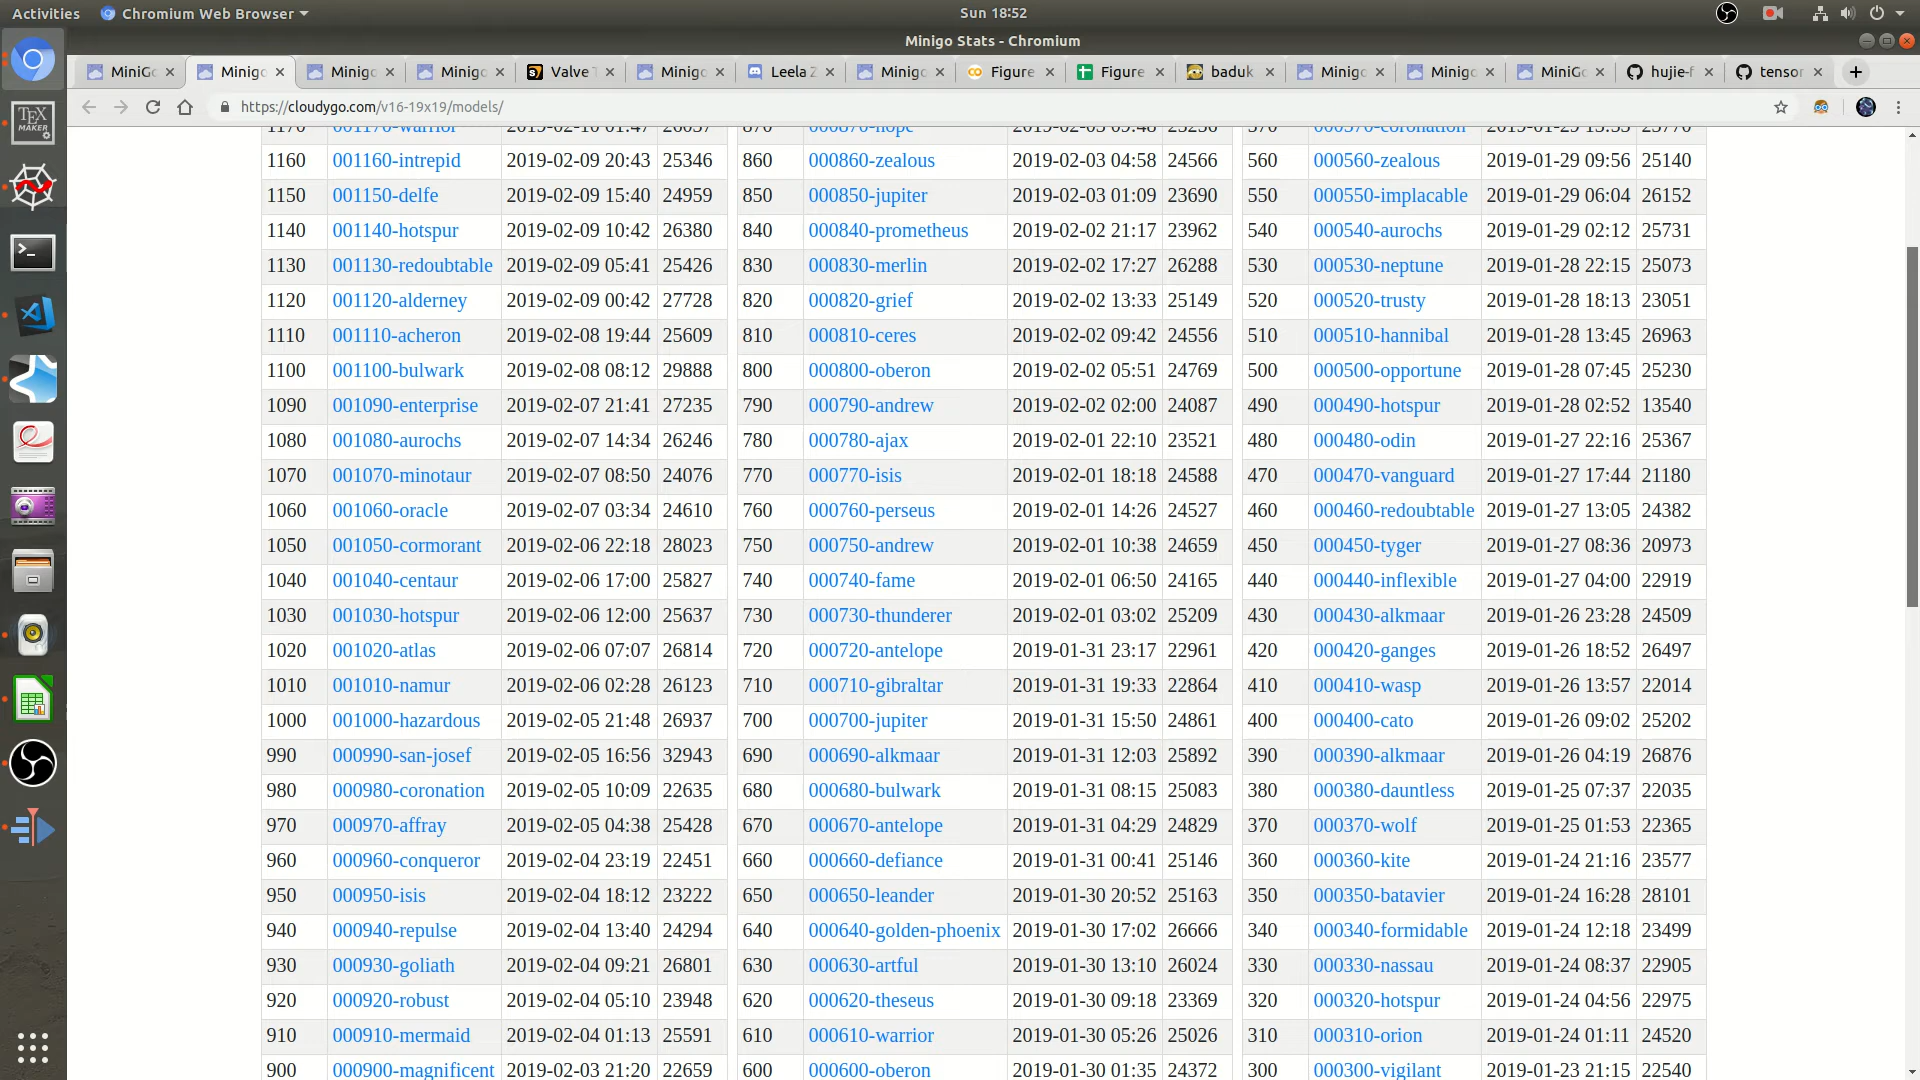 Activities Chromium Web Browser Sun 18:52
Minigo Stats - Chromium
MiniGo Minigo Minigo Minigo Valve T Minigo Leela Z Minigo Figure Figure baduk Minigo Minigo MiniGo hujie-f tensor
https://cloudygo.com/v16-19x19/models/
1170 001170-warrior 2019-02-10 01:47 26037 870 000870-hope 2019-02-03 09:48 23236 570 000570-coronation 2019-01-29 13:53 23770
1160 001160-intrepid 2019-02-09 20:43 25346 860 000860-zealous 2019-02-03 04:58 24566 560 000560-zealous 2019-01-29 09:56 25140
1150 001150-delfe 2019-02-09 15:40 24959 850 000850-jupiter 2019-02-03 01:09 23690 550 000550-implacable 2019-01-29 06:04 26152
1140 001140-hotspur 2019-02-09 10:42 26380 840 000840-prometheus 2019-02-02 21:17 23962 540 000540-aurochs 2019-01-29 02:12 25731
1130 001130-redoubtable 2019-02-09 05:41 25426 830 000830-merlin 2019-02-02 17:27 26288 530 000530-neptune 2019-01-28 22:15 25073
1120 001120-alderney 2019-02-09 00:42 27728 820 000820-grief 2019-02-02 13:33 25149 520 000520-trusty 2019-01-28 18:13 23051
1110 001110-acheron 2019-02-08 19:44 25609 810 000810-ceres 2019-02-02 09:42 24556 510 000510-hannibal 2019-01-28 13:45 26963
1100 001100-bulwark 2019-02-08 08:12 29888 800 000800-oberon 2019-02-02 05:51 24769 500 000500-opportune 2019-01-28 07:45 25230
1090 001090-enterprise 2019-02-07 21:41 27235 790 000790-andrew 2019-02-02 02:00 24087 490 000490-hotspur 2019-01-28 02:52 13540
1080 001080-aurochs 2019-02-07 14:34 26246 780 000780-ajax 2019-02-01 22:10 23521 480 000480-odin 2019-01-27 22:16 25367
1070 001070-minotaur 2019-02-07 08:50 24076 770 000770-isis 2019-02-01 18:18 24588 470 000470-vanguard 2019-01-27 17:44 21180
1060 001060-oracle 2019-02-07 03:34 24610 760 000760-perseus 2019-02-01 14:26 24527 460 000460-redoubtable 2019-01-27 13:05 24382
1050 001050-cormorant 2019-02-06 22:18 28023 750 000750-andrew 2019-02-01 10:38 24659 450 000450-tyger 2019-01-27 08:36 20973
1040 001040-centaur 2019-02-06 17:00 25827 740 000740-fame 2019-02-01 06:50 24165 440 000440-inflexible 2019-01-27 04:00 22919
1030 001030-hotspur 2019-02-06 12:00 25637 730 000730-thunderer 2019-02-01 03:02 25209 430 000430-alkmaar 2019-01-26 23:28 24509
1020 001020-atlas 2019-02-06 07:07 26814 720 000720-antelope 2019-01-31 23:17 22961 420 000420-ganges 2019-01-26 18:52 26497
1010 001010-namur 2019-02-06 02:28 26123 710 000710-gibraltar 2019-01-31 19:33 22864 410 000410-wasp 2019-01-26 13:57 22014
1000 001000-hazardous 2019-02-05 21:48 26937 700 000700-jupiter 2019-01-31 15:50 24861 400 000400-cato 2019-01-26 09:02 25202
990 000990-san-josef 2019-02-05 16:56 32943 690 000690-alkmaar 2019-01-31 12:03 25892 390 000390-alkmaar 2019-01-26 04:19 26876
980 000980-coronation 2019-02-05 10:09 22635 680 000680-bulwark 2019-01-31 08:15 25083 380 000380-dauntless 2019-01-25 07:37 22035
970 000970-affray 2019-02-05 04:38 25428 670 000670-antelope 2019-01-31 04:29 24829 370 000370-wolf 2019-01-25 01:53 22365
960 000960-conqueror 2019-02-04 23:19 22451 660 000660-defiance 2019-01-31 00:41 25146 360 000360-kite 2019-01-24 21:16 23577
950 000950-isis 2019-02-04 18:12 23222 650 000650-leander 2019-01-30 20:52 25163 350 000350-batavier 2019-01-24 16:28 28101
940 000940-repulse 2019-02-04 13:40 24294 640 000640-golden-phoenix 2019-01-30 17:02 26666 340 000340-formidable 2019-01-24 12:18 23499
930 000930-goliath 2019-02-04 09:21 26801 630 000630-artful 2019-01-30 13:10 26024 330 000330-nassau 2019-01-24 08:37 22905
920 000920-robust 2019-02-04 05:10 23948 620 000620-theseus 2019-01-30 09:18 23369 320 000320-hotspur 2019-01-24 04:56 22975
910 000910-mermaid 2019-02-04 01:13 25591 610 000610-warrior 2019-01-30 05:26 25026 310 000310-orion 2019-01-24 01:11 24520
900 000900-magnificent 2019-02-03 21:20 22659 600 000600-oberon 2019-01-30 01:35 24372 300 000300-vigilant 2019-01-23 21:15 22540